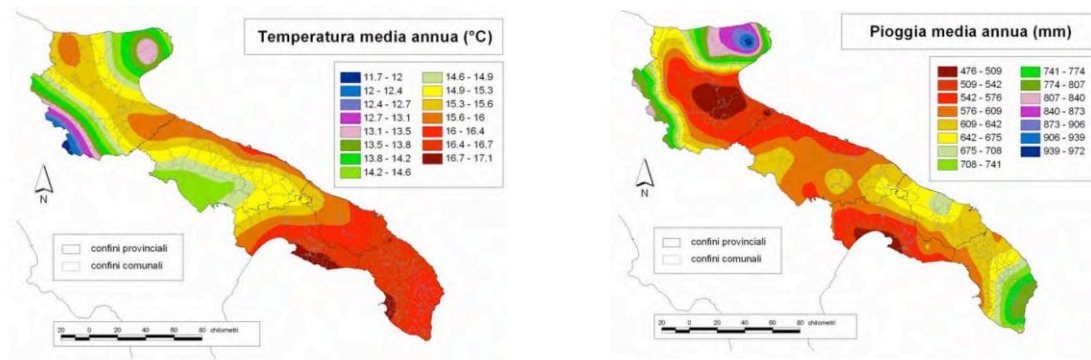 Temperatura media annua (°C)
11.7 - 12
12 - 12.4
12.4 - 12.7
12.7 - 13.1
13.1 - 13.5
13.5 - 13.8
13.8 - 14.2
14.2 - 14.6
14.6 - 14.9
14.9 - 15.3
15.3 - 15.6
15.6 - 16
16 - 16.4
16.4 - 16.7
16.7 - 17.1
N
confini provinciali
confini comunali
20 0 20 40 60 80 chilometri
Pioggia media annua (mm)
476 - 509
509 - 542
542 - 576
576 - 609
609 - 642
642 - 675
675 - 708
708 - 741
741 - 774
774 - 807
807 - 840
840 - 873
873 - 906
906 - 939
939 - 972
N
confini provinciali
confini comunali
20 0 20 40 60 80 chilometri